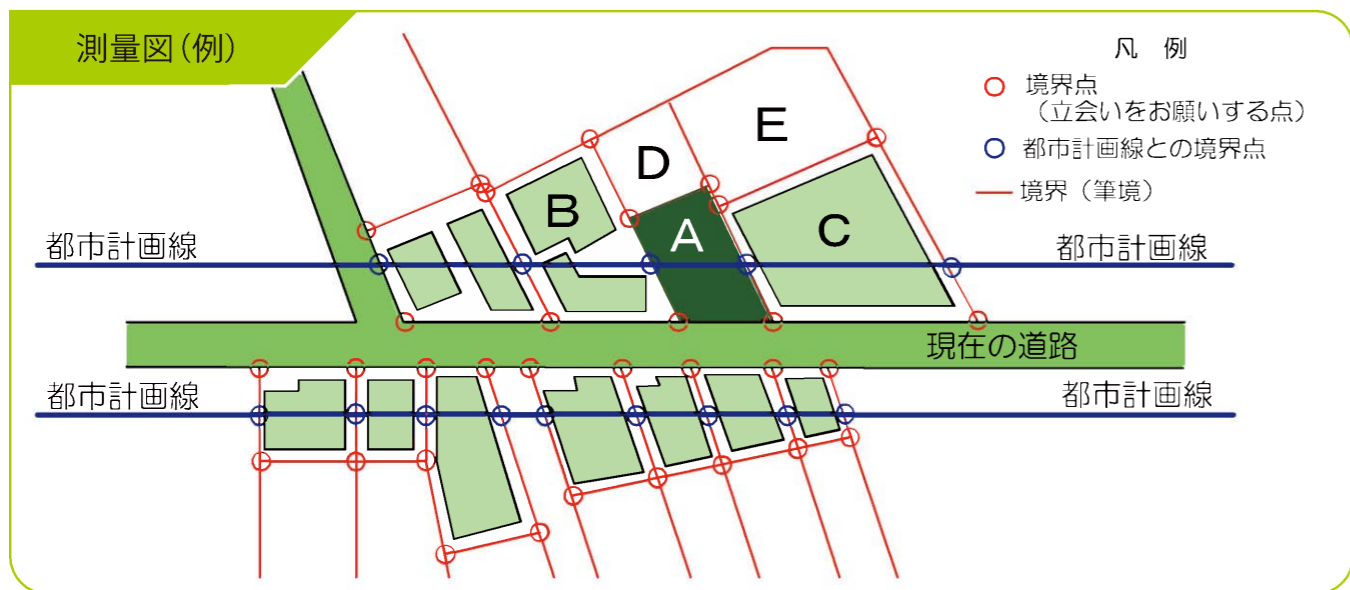 測量図(例)
凡 例
境界点
(立会いをお願いする点)
都市計画線との境界点
境界(筆境)
E
D
B
A
C
都市計画線
都市計画線
現在の道路
都市計画線
都市計画線